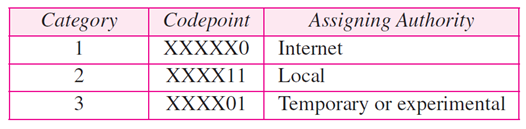 Category Codepoint Assigning Authority
1 XXXXX0 Internet
2 XXXX11 Local
3 XXXX01 Temporary or experimental